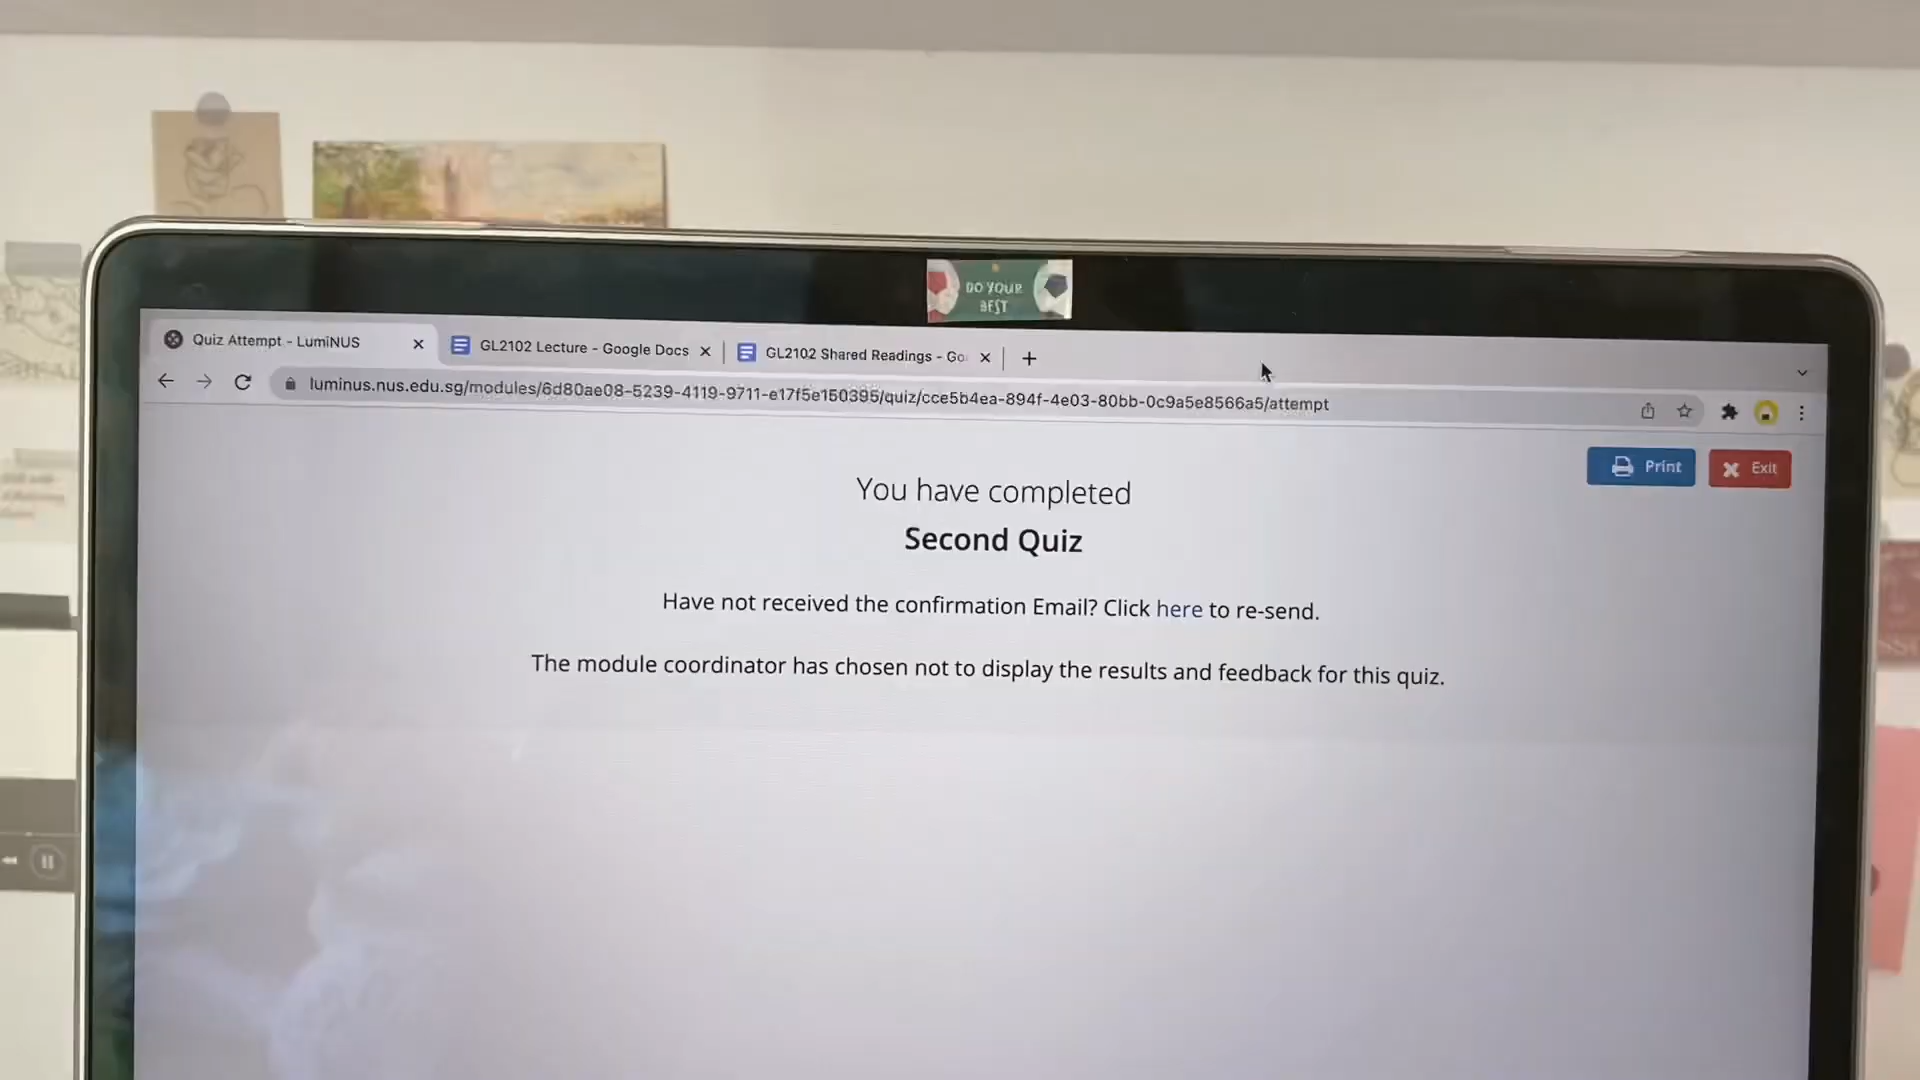 DO YOUR
BEST
Quiz Attempt - LumiNUS
GL2102 Lecture - Google Docs
GL2102 Shared Readings - Go
luminus.nus.edu.sg/modules/6d80ae08-5239-4119-9711-e17f5e150395/quiz/cce5b4ea-894f-4e03-80bb-0c9a5e8566a5/attempt
Print
Exit
You have completed
Second Quiz
Have not received the confirmation Email? Click here to re-send.
The module coordinator has chosen not to display the results and feedback for this quiz.